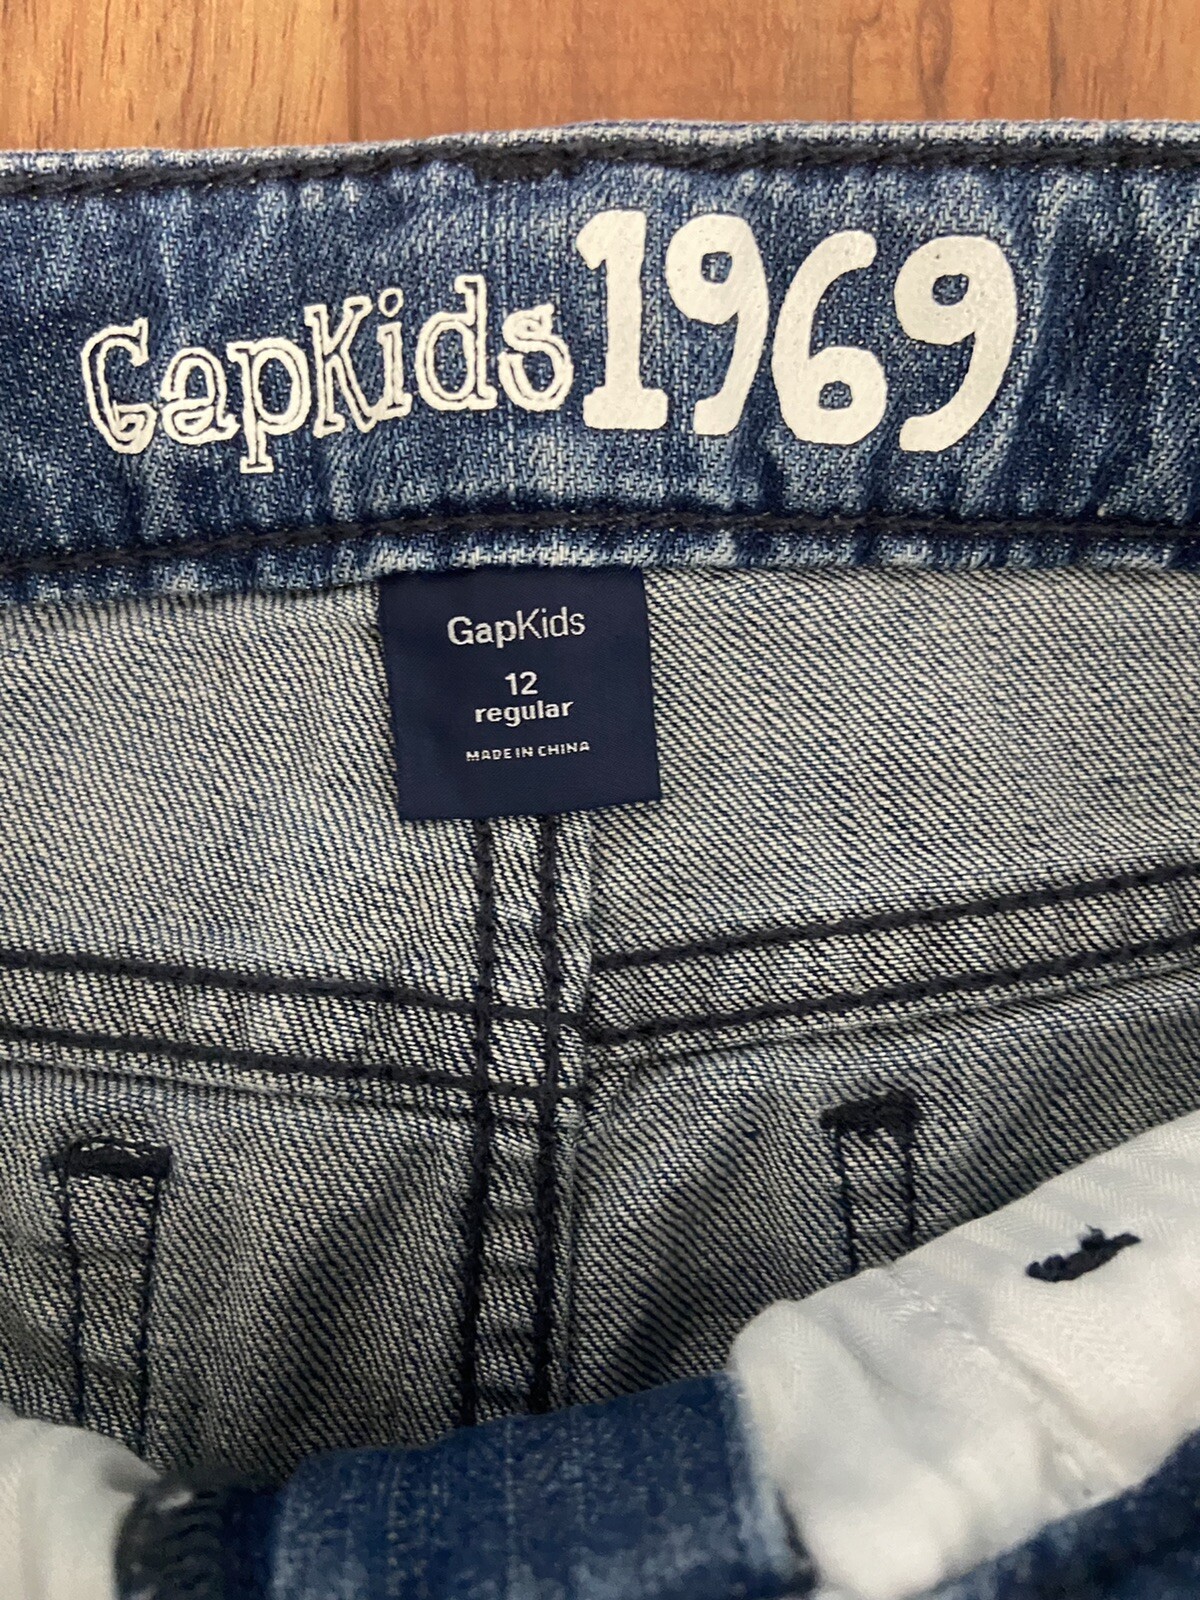 GapKids 1969
GapKids
12
regular
MADE IN CHINA